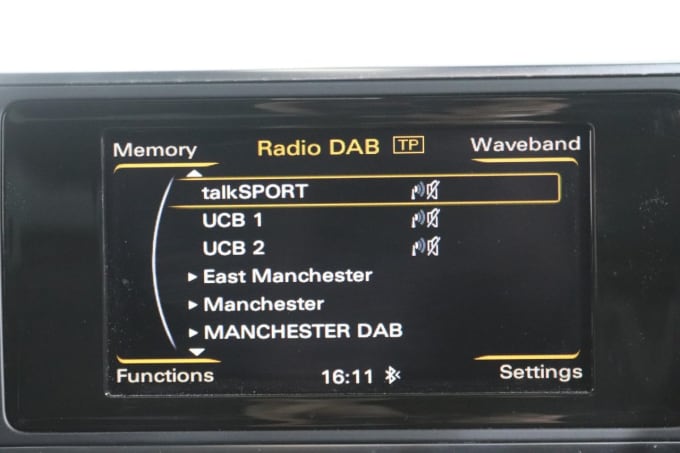 Memory Radio DAB TP Waveband
talkSPORT
UCB 1
UCB 2
East Manchester
Manchester
MANCHESTER DAB
Functions 16:11 Settings